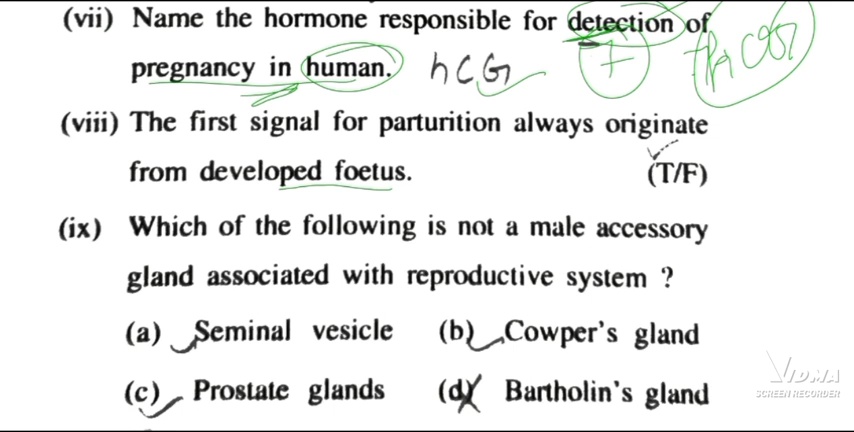 (vii) Name the hormone responsible for detection of
pregnancy in human. hCG
(viii) The first signal for parturition always originate
from developed foetus. (T/F)
(ix) Which of the following is not a male accessory
gland associated with reproductive system ?
(a) Seminal vesicle (b) Cowper's gland
(c) Prostate glands (d) Bartholin's gland
VIDMA
SCREEN RECORDER